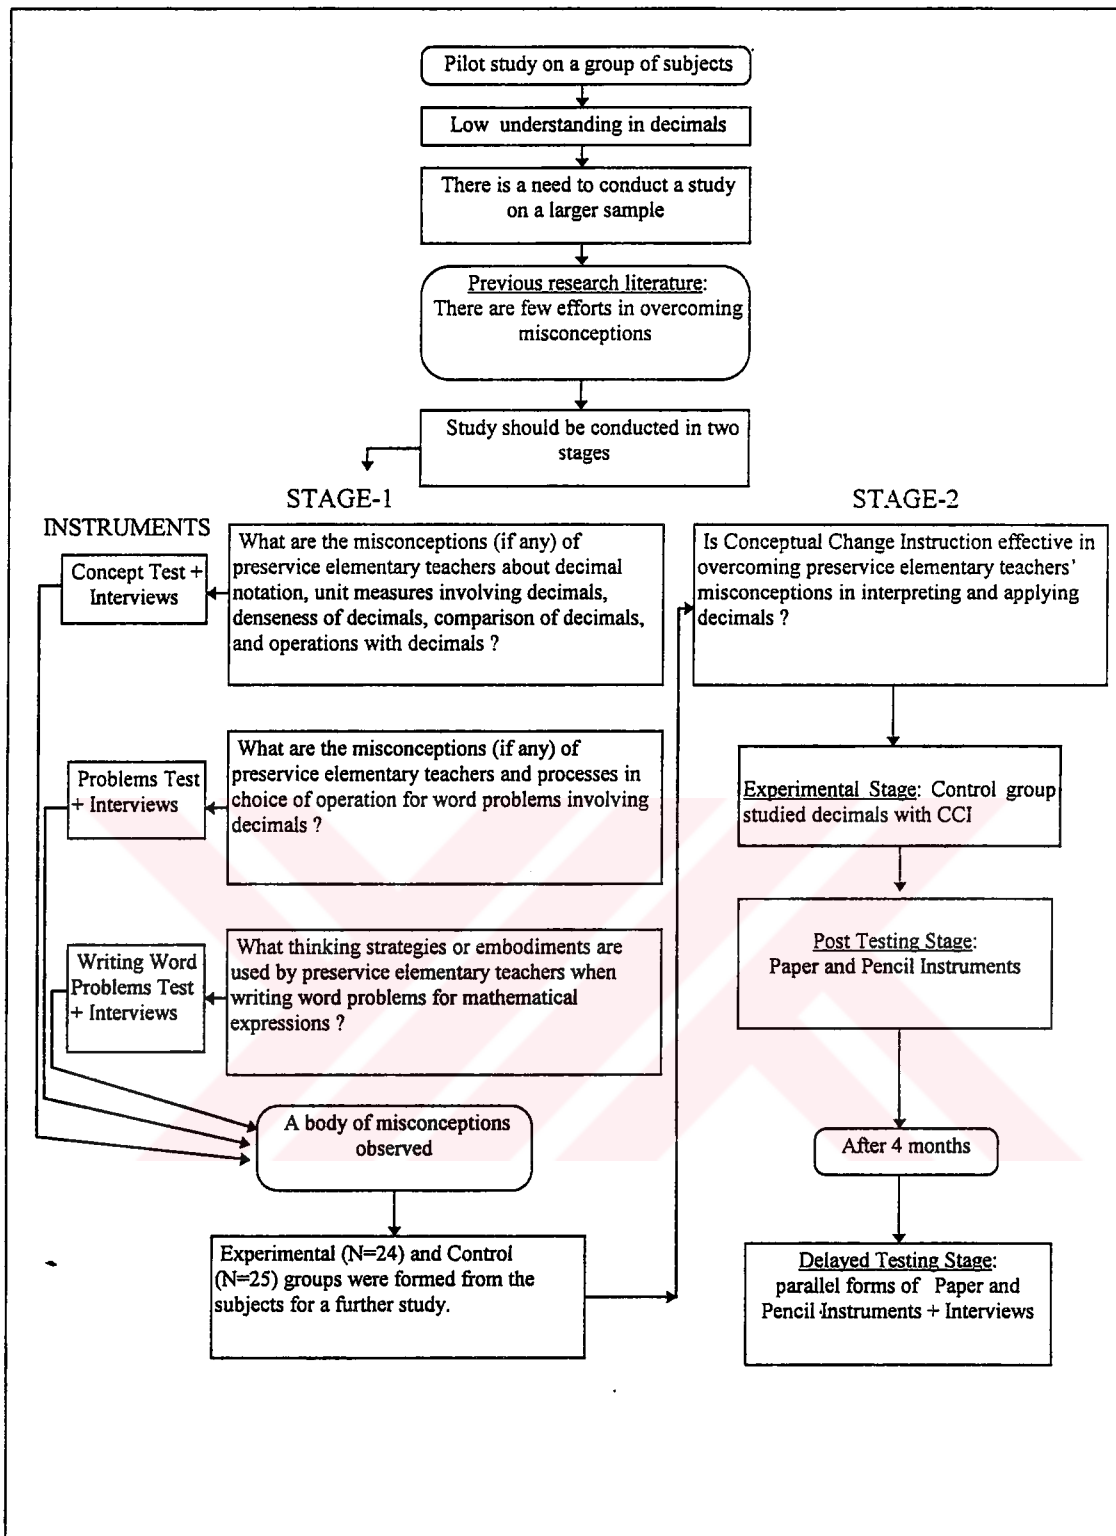 Pilot study on a group of subjects
Low understanding in decimals
There is a need to conduct a study
on a larger sample
Previous research literature:
There are few efforts in overcoming
misconceptions
Study should be conducted in two
stages
STAGE-1
STAGE-2
INSTRUMENTS
Concept Test +
Interviews
What are the misconceptions (if any) of
preservice elementary teachers about decimal
notation, unit measures involving decimals,
denseness of decimals, comparison of decimals,
and operations with decimals ?
Is Conceptual Change Instruction effective in
overcoming preservice elementary teachers'
misconceptions in interpreting and applying
decimals ?
Problems Test
+ Interviews
What are the misconceptions (if any) of
preservice elementary teachers and processes in
choice of operation for word problems involving
decimals ?
Experimental Stage: Control group
studied decimals with CCI
Writing Word
Problems Test
+ Interviews
What thinking strategies or embodiments are
used by preservice elementary teachers when
writing word problems for mathematical
expressions ?
Post Testing Stage:
Paper and Pencil Instruments
A body of misconceptions
observed
After 4 months
Experimental (N=24) and Control
(N=25) groups were formed from the
subjects for a further study.
Delayed Testing Stage:
parallel forms of Paper and
Pencil Instruments + Interviews